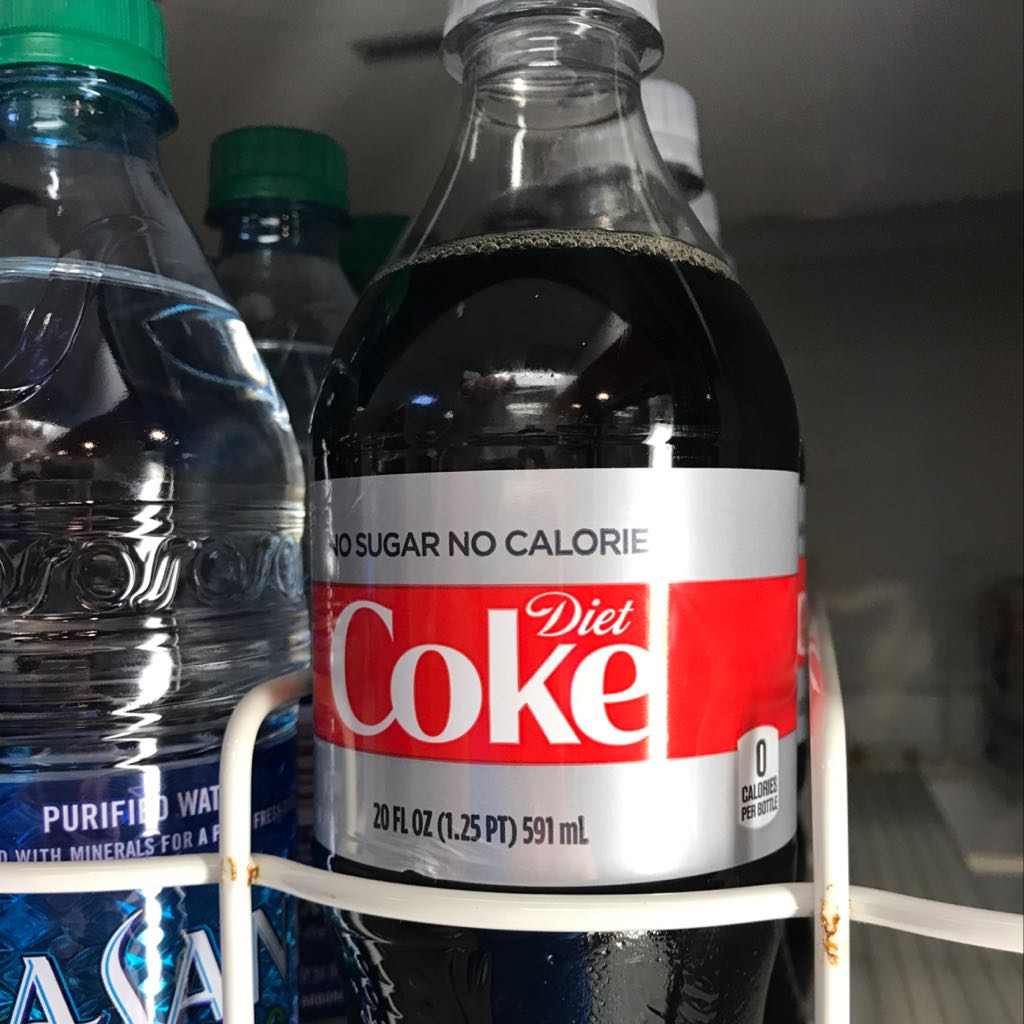 NO SUGAR NO CALORIE
Diet
Coke
0
CALORIES
PER BOTTLE
20 FL OZ (1.25 PT) 591 mL
PURIFIED WAT
WITH MINERALS FOR A
ASAN